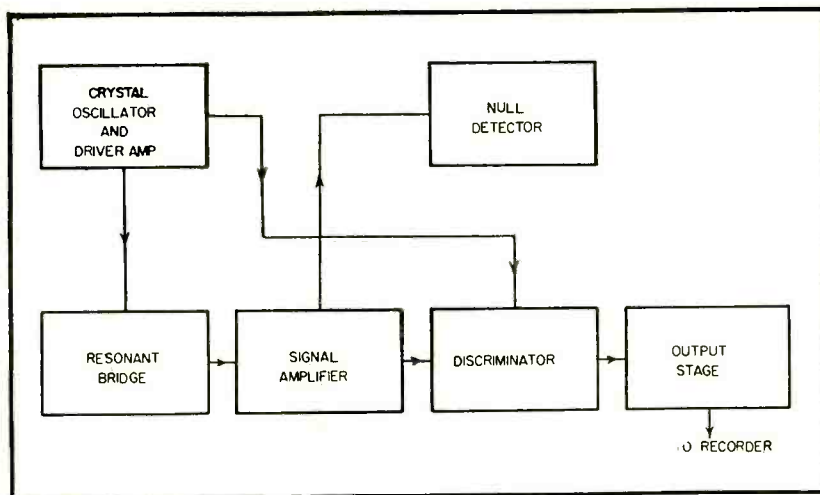 CRYSTAL
OSCILLATOR
AND
DRIVER AMP
NULL
DETECTOR
RESONANT
BRIDGE
SIGNAL
AMPLIFIER
DISCRIMINATOR
OUTPUT
STAGE
RECORDER